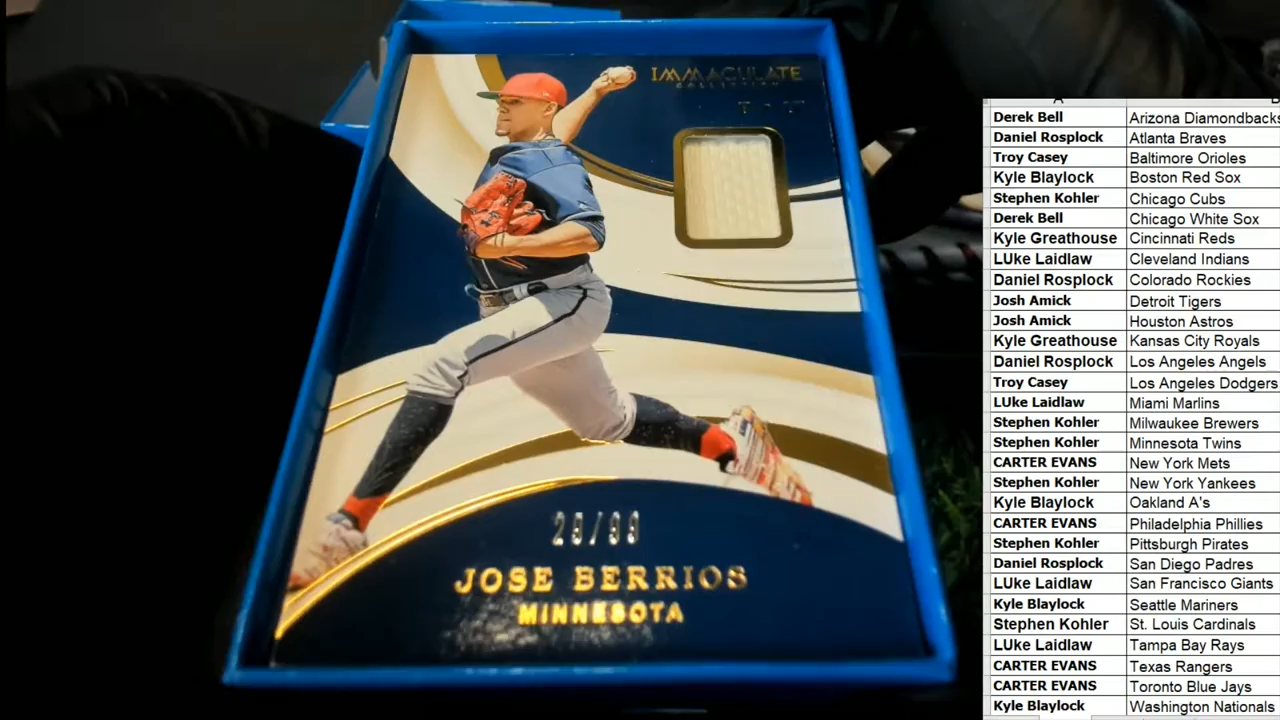 IMMACULATE
COLLECTION
29/99
JOSE BERRIOS
MINNESOTA
A
Derek Bell Arizona Diamondbacks
Daniel Rosplock Atlanta Braves
Troy Casey Baltimore Orioles
Kyle Blaylock Boston Red Sox
Stephen Kohler Chicago Cubs
Derek Bell Chicago White Sox
Kyle Greathouse Cincinnati Reds
LUke Laidlaw Cleveland Indians
Daniel Rosplock Colorado Rockies
Josh Amick Detroit Tigers
Josh Amick Houston Astros
Kyle Greathouse Kansas City Royals
Daniel Rosplock Los Angeles Angels
Troy Casey Los Angeles Dodgers
LUke Laidlaw Miami Marlins
Stephen Kohler Milwaukee Brewers
Stephen Kohler Minnesota Twins
CARTER EVANS New York Mets
Stephen Kohler New York Yankees
Kyle Blaylock Oakland A's
CARTER EVANS Philadelphia Phillies
Stephen Kohler Pittsburgh Pirates
Daniel Rosplock San Diego Padres
LUke Laidlaw San Francisco Giants
Kyle Blaylock Seattle Mariners
Stephen Kohler St. Louis Cardinals
LUke Laidlaw Tampa Bay Rays
CARTER EVANS Texas Rangers
CARTER EVANS Toronto Blue Jays
Kyle Blaylock Washington Nationals